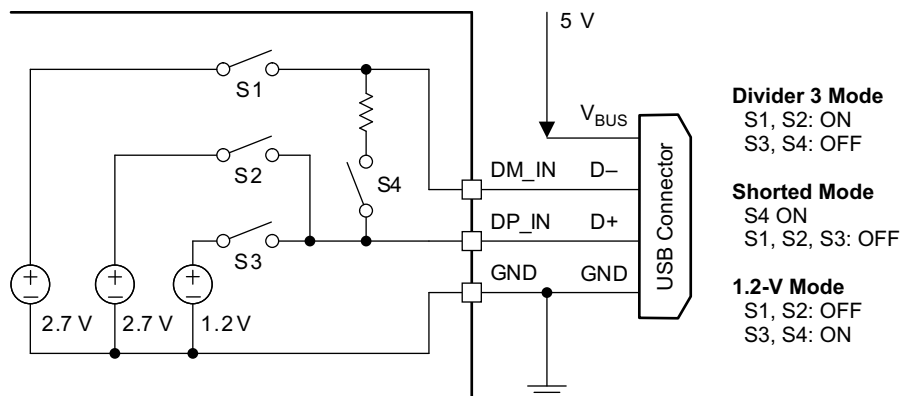 5 V
S1
V_BUS
S2
S4
DM_IN
D–
DP_IN
D+
S3
GND
GND
2.7 V
2.7 V
1.2 V
USB Connector
Divider 3 Mode
S1, S2: ON
S3, S4: OFF
Shorted Mode
S4 ON
S1, S2, S3: OFF
1.2-V Mode
S1, S2: OFF
S3, S4: ON